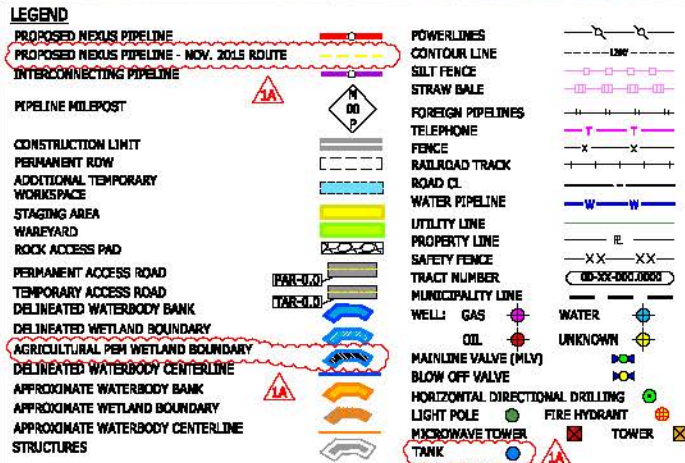 LEGEND
PROPOSED NEXUS PIPELINE
PROPOSED NEXUS PIPELINE - NOV. 2015 ROUTE
INTERCONNECTING PIPELINE
1A
PIPELINE MILEPOST
M
00
P
CONSTRUCTION LIMIT
PERMANENT ROW
ADDITIONAL TEMPORARY
WORKSPACE
STAGING AREA
WAREYARD
ROCK ACCESS PAD
PERMANENT ACCESS ROAD
PAR-0.0
TEMPORARY ACCESS ROAD
TAR-0.0
DELINEATED WATERBODY BANK
DELINEATED WETLAND BOUNDARY
AGRICULTURAL PEM WETLAND BOUNDARY
DELINEATED WATERBODY CENTERLINE
1A
APPROXIMATE WATERBODY BANK
APPROXIMATE WETLAND BOUNDARY
APPROXIMATE WATERBODY CENTERLINE
STRUCTURES
POWERLINES
CONTOUR LINE
SILT FENCE
STRAW BALE
FOREIGN PIPELINES
TELEPHONE T T
FENCE X X
RAILROAD TRACK
ROAD CL
WATER PIPELINE W W
UTILITY LINE
PROPERTY LINE
SAFETY FENCE XX XX
TRACT NUMBER 00-XX-000.0000
MUNICIPALITY LINE
WELL: GAS WATER
OIL UNKNOWN
MAINLINE VALVE (MLV)
BLOW OFF VALVE
HORIZONTAL DIRECTIONAL DRILLING
LIGHT POLE FIRE HYDRANT
MICROWAVE TOWER TOWER
TANK 1A